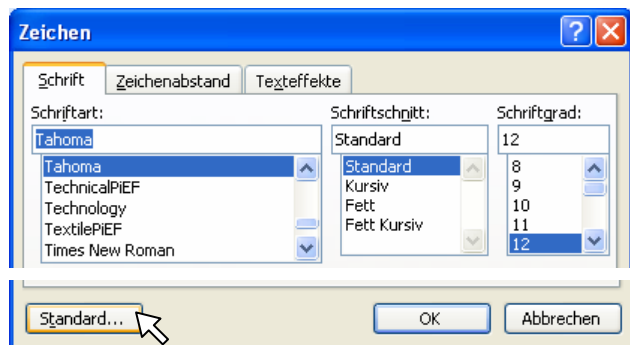 Zeichen
Schrift Zeichenabstand Texteffekte
Schriftart: Schriftschnitt: Schriftgrad:
Tahoma Standard 12
Tahoma Standard 8
TechnicalPiEF Kursiv 9
Technology Fett 10
TextilePiEF Fett Kursiv 11
Times New Roman 12
Standard... OK Abbrechen